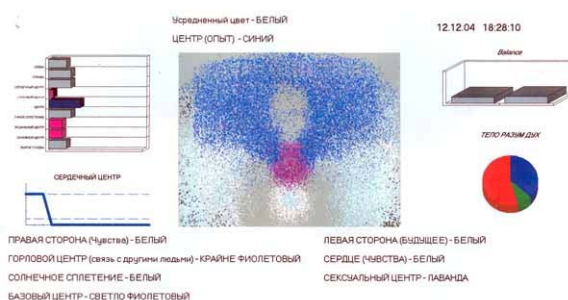 Усредненный цвет - БЕЛЫЙ
ЦЕНТР (ОПЫТ) - СИНИЙ
12.12.04 18:28:10
Balance
СЕРДЕЧНЫЙ ЦЕНТР
ТЕЛО РАЗУМ ДУХ
ПРАВАЯ СТОРОНА (Чувства) - БЕЛЫЙ
ЛЕВАЯ СТОРОНА (БУДУЩЕЕ) - БЕЛЫЙ
ГОРЛОВОЙ ЦЕНТР (связь с другими людьми) - КРАЙНЕ ФИОЛЕТОВЫЙ
СЕРДЦЕ (ЧУВСТВА) - БЕЛЫЙ
СОЛНЕЧНОЕ СПЛЕТЕНИЕ - БЕЛЫЙ
СЕКСУАЛЬНЫЙ ЦЕНТР - ЛАВАНДА
БАЗОВЫЙ ЦЕНТР - СВЕТЛО ФИОЛЕТОВЫЙ